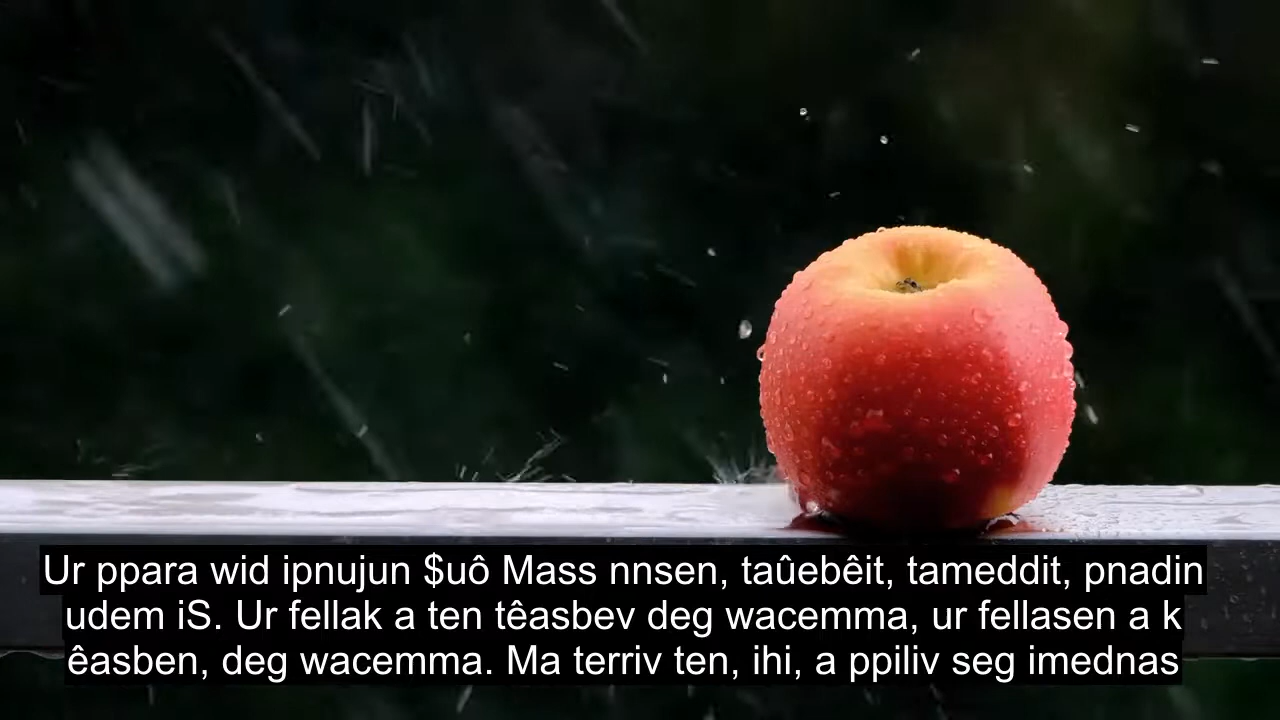 Ur ppara wid ipnujun $uô Mass nnsen, taûebêit, tameddit, pnadin
udem iS. Ur fellak a ten têasbev deg wacemma, ur fellasen a k
êasben, deg wacemma. Ma terriv ten, ihi, a ppiliv seg imednas